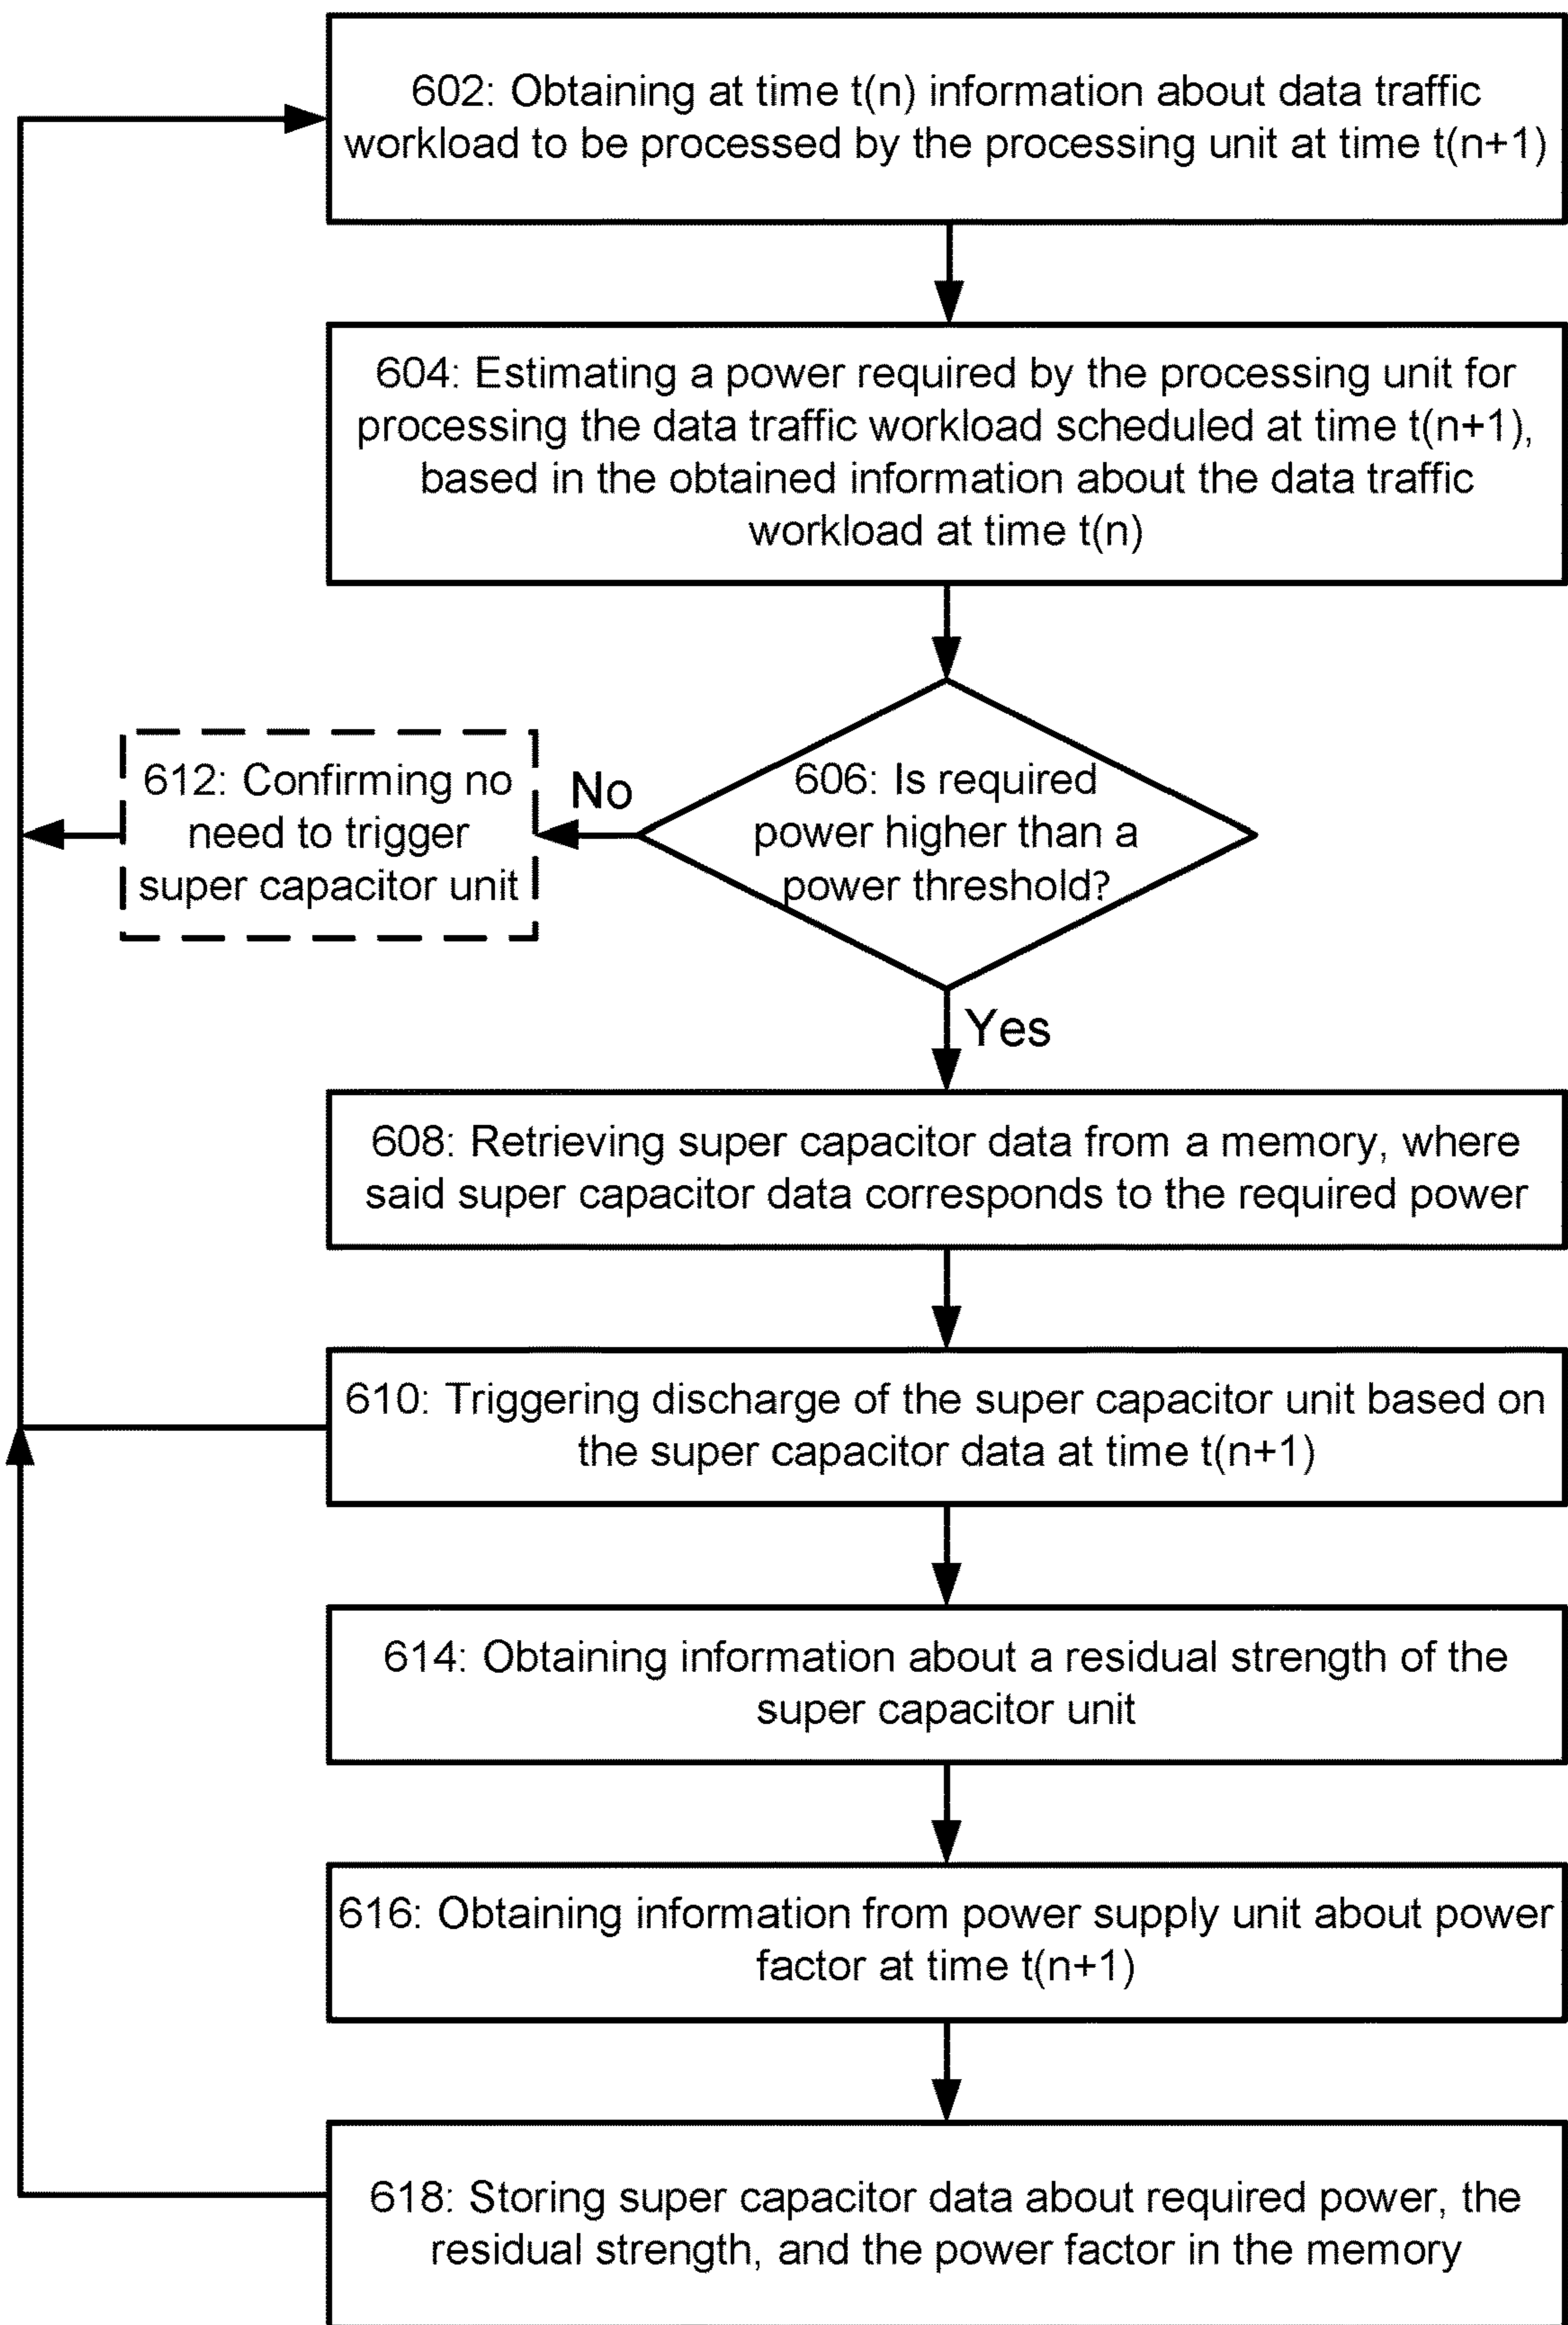 602: Obtaining at time t(n) information about data traffic
workload to be processed by the processing unit at time t(n+1)
604: Estimating a power required by the processing unit for
processing the data traffic workload scheduled at time t(n+1),
based in the obtained information about the data traffic
workload at time t(n)
606: Is required
power higher than a
power threshold?
No
612: Confirming no
need to trigger
super capacitor unit
Yes
608: Retrieving super capacitor data from a memory, where
said super capacitor data corresponds to the required power
610: Triggering discharge of the super capacitor unit based on
the super capacitor data at time t(n+1)
614: Obtaining information about a residual strength of the
super capacitor unit
616: Obtaining information from power supply unit about power
factor at time t(n+1)
618: Storing super capacitor data about required power, the
residual strength, and the power factor in the memory